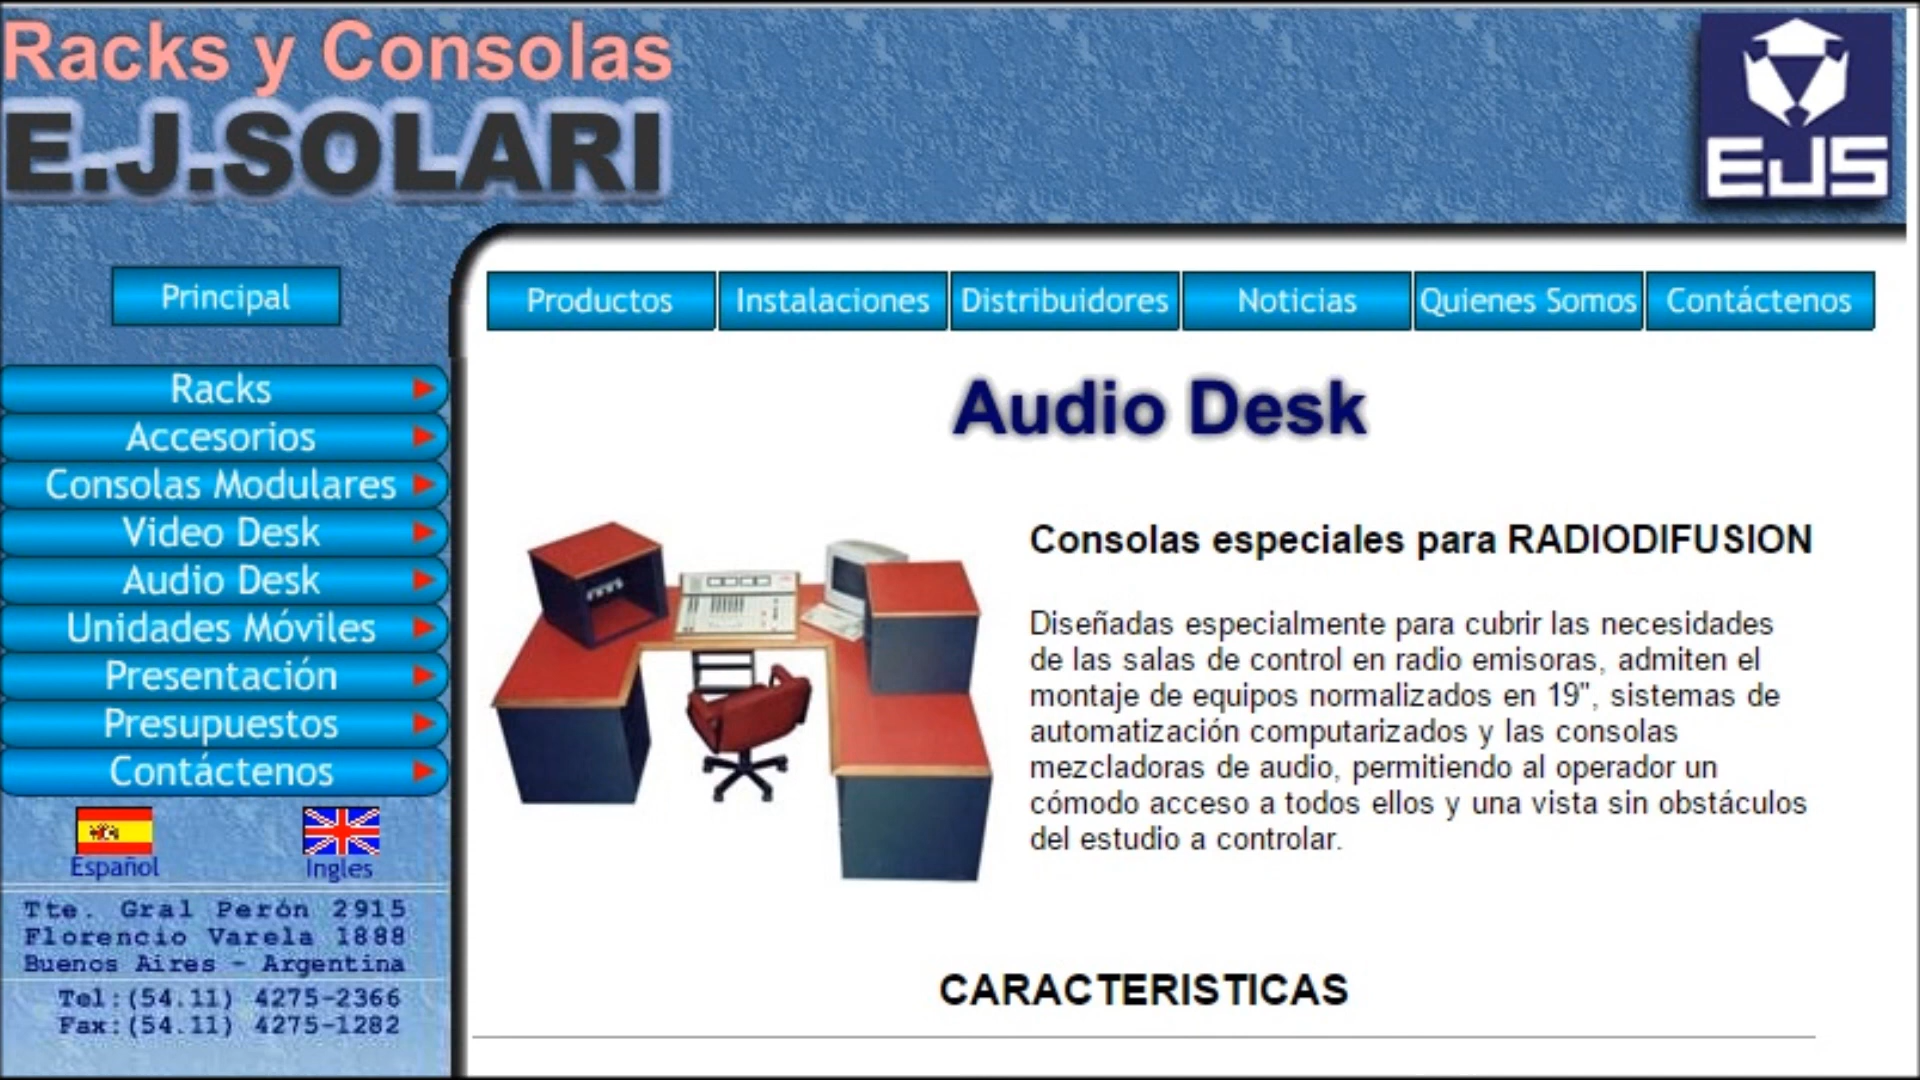 Racks y Consolas
E.J.SOLARI
EJS
Principal
Productos
Instalaciones
Distribuidores
Noticias
Quienes Somos
Contáctenos
Racks
Accesorios
Consolas Modulares
Video Desk
Audio Desk
Unidades Móviles
Presentación
Presupuestos
Contáctenos
Español
Ingles
Tte. Gral Perón 2915
Florencio Varela 1888
Buenos Aires - Argentina
Tel:(54.11) 4275-2366
Fax:(54.11) 4275-1282
Audio Desk
Consolas especiales para RADIODIFUSION
Diseñadas especialmente para cubrir las necesidades
de las salas de control en radio emisoras, admiten el
montaje de equipos normalizados en 19", sistemas de
automatización computarizados y las consolas
mezcladoras de audio, permitiendo al operador un
cómodo acceso a todos ellos y una vista sin obstáculos
del estudio a controlar.
CARACTERISTICAS